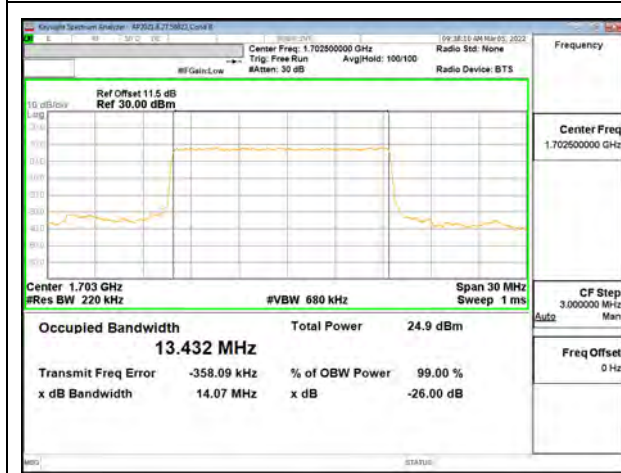 Keysight Spectrum Analyzer
09:38:10 AM Mar 05, 2022
Center Freq: 1.702500000 GHz
Radio Std: None
Frequency
Trig: Free Run
Avg|Hold: 100/100
#IFGain:Low
#Atten: 30 dB
Radio Device: BTS
Ref Offset 11.5 dB
10 dB/div
Ref 30.00 dBm
Log
Center Freq
1.702500000 GHz
Center 1.703 GHz
Span 30 MHz
#Res BW 220 kHz
#VBW 680 kHz
Sweep 1 ms
CF Step
3.000000 MHz
Auto
Man
Occupied Bandwidth
Total Power
24.9 dBm
13.432 MHz
Freq Offset
0 Hz
Transmit Freq Error
-358.09 kHz
% of OBW Power
99.00 %
x dB Bandwidth
14.07 MHz
x dB
-26.00 dB
MSG
STATUS